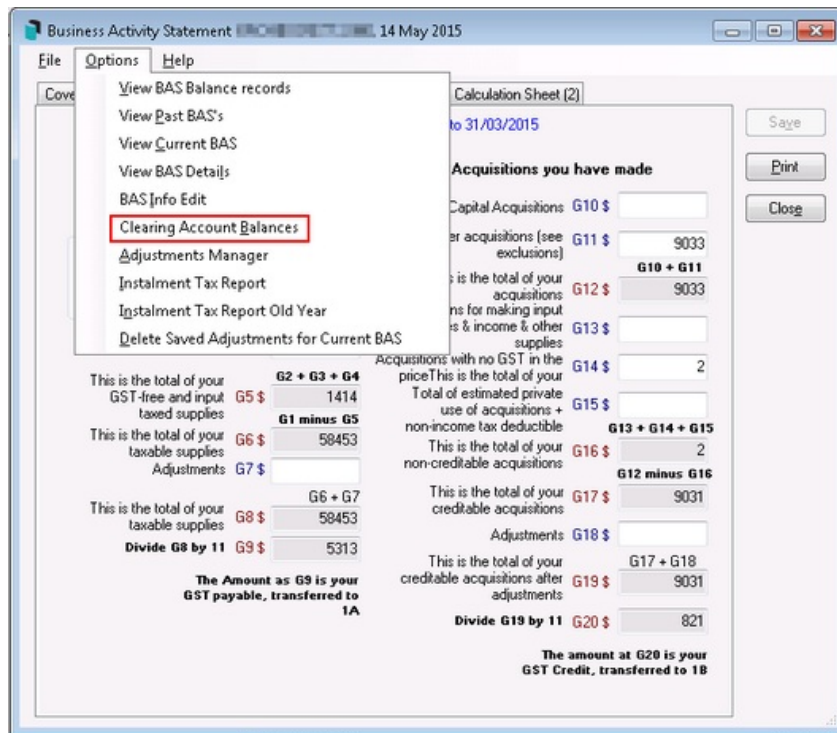 Business Activity Statement 14 May 2015
File Options Help
View BAS Balance records
View Past BAS's
View Current BAS
View BAS Details
BAS Info Edit
Clearing Account Balances
Adjustments Manager
Instalment Tax Report
Instalment Tax Report Old Year
Delete Saved Adjustments for Current BAS
Cove
Calculation Sheet (2)
to 31/03/2015
Save
Print
Close
G2 + G3 + G4
This is the total of your
GST-free and input
taxed supplies G5 $ 1414
G1 minus G5
This is the total of your
taxable supplies G6 $ 58453
Adjustments G7 $
G6 + G7
This is the total of your
taxable supplies G8 $ 58453
Divide G8 by 11 G9 $ 5313
The Amount as G9 is your
GST payable, transferred to
1A
Acquisitions you have made
Capital Acquisitions G10 $
er acquisitions (see
exclusions) G11 $ 9033
G10 + G11
s is the total of your
acquisitions G12 $ 9033
ns for making input
s & income & other
supplies G13 $
Acquisitions with no GST in the
priceThis is the total of your G14 $ 2
Total of estimated private
use of acquisitions +
non-income tax deductible G15 $
G13 + G14 + G15
This is the total of your
non-creditable acquisitions G16 $ 2
G12 minus G16
This is the total of your
creditable acquisitions G17 $ 9031
Adjustments G18 $
G17 + G18
This is the total of your
creditable acquisitions after
adjustments G19 $ 9031
Divide G19 by 11 G20 $ 821
The amount at G20 is your
GST Credit, transferred to 1B